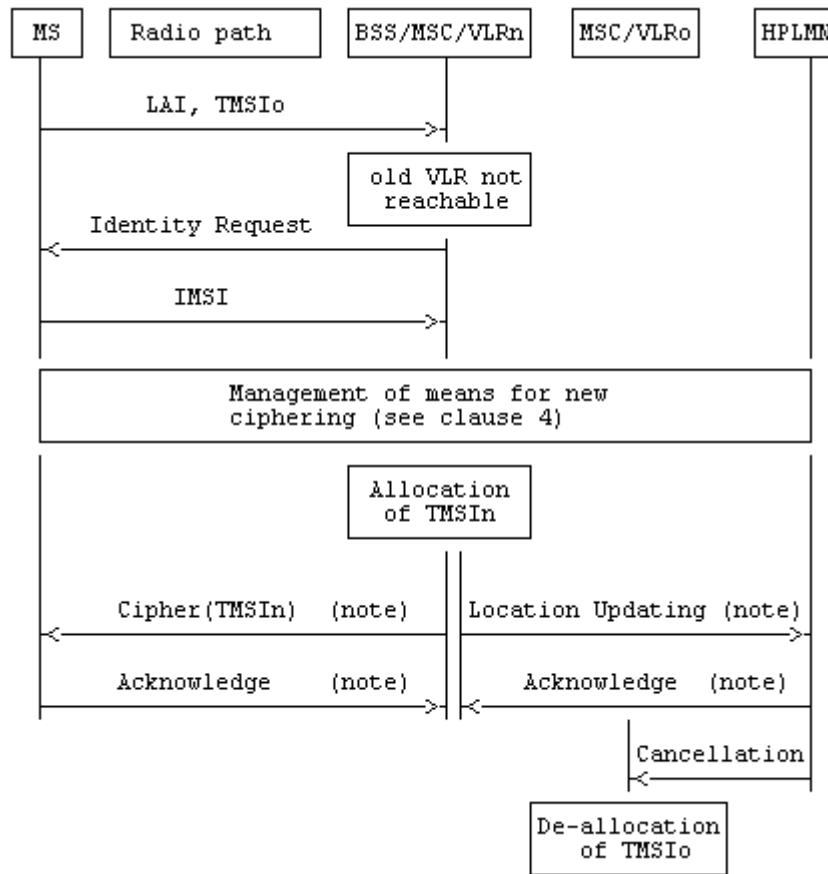 MS
Radio path
BSS/MSC/VLRn
MSC/VLRo
HPLMN
LAI, TMSIo
old VLR not
reachable
Identity Request
IMSI
Management of means for new
ciphering (see clause 4)
Allocation
of TMSIn
Cipher(TMSIn) (note)
Location Updating (note)
Acknowledge (note)
Acknowledge (note)
Cancellation
De-allocation
of TMSIo